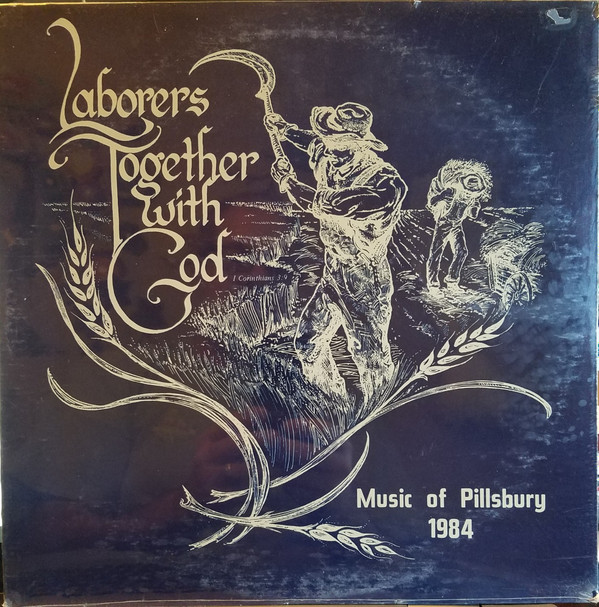 Laborers
Together
with
God
I Corinthians 3:9
Music of Pillsbury
1984